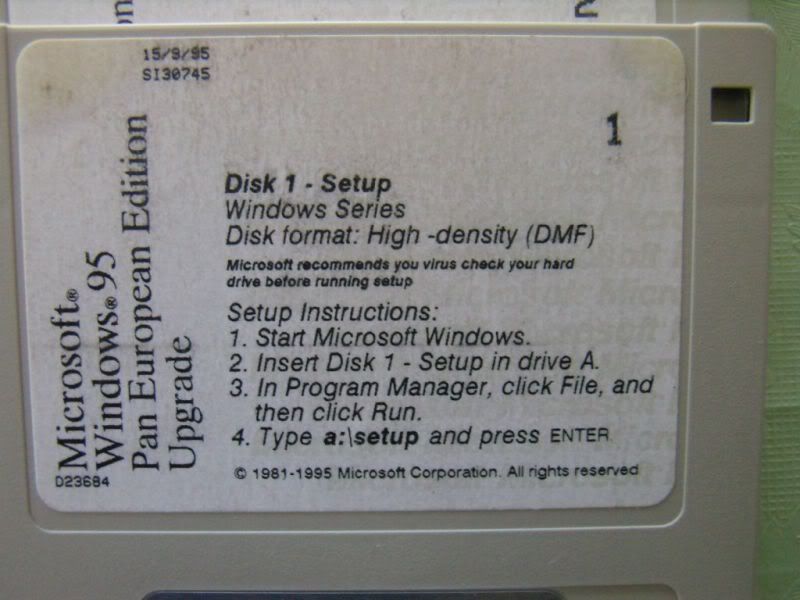 15/9/95
SI30745
1
Microsoft®
Windows® 95
Pan European Edition
Upgrade
D23684
Disk 1 - Setup
Windows Series
Disk format: High -density (DMF)
Microsoft recommends you virus check your hard
drive before running setup
Setup Instructions:
1. Start Microsoft Windows.
2. Insert Disk 1 - Setup in drive A.
3. In Program Manager, click File, and
then click Run.
4. Type a:\setup and press ENTER
© 1981-1995 Microsoft Corporation. All rights reserved